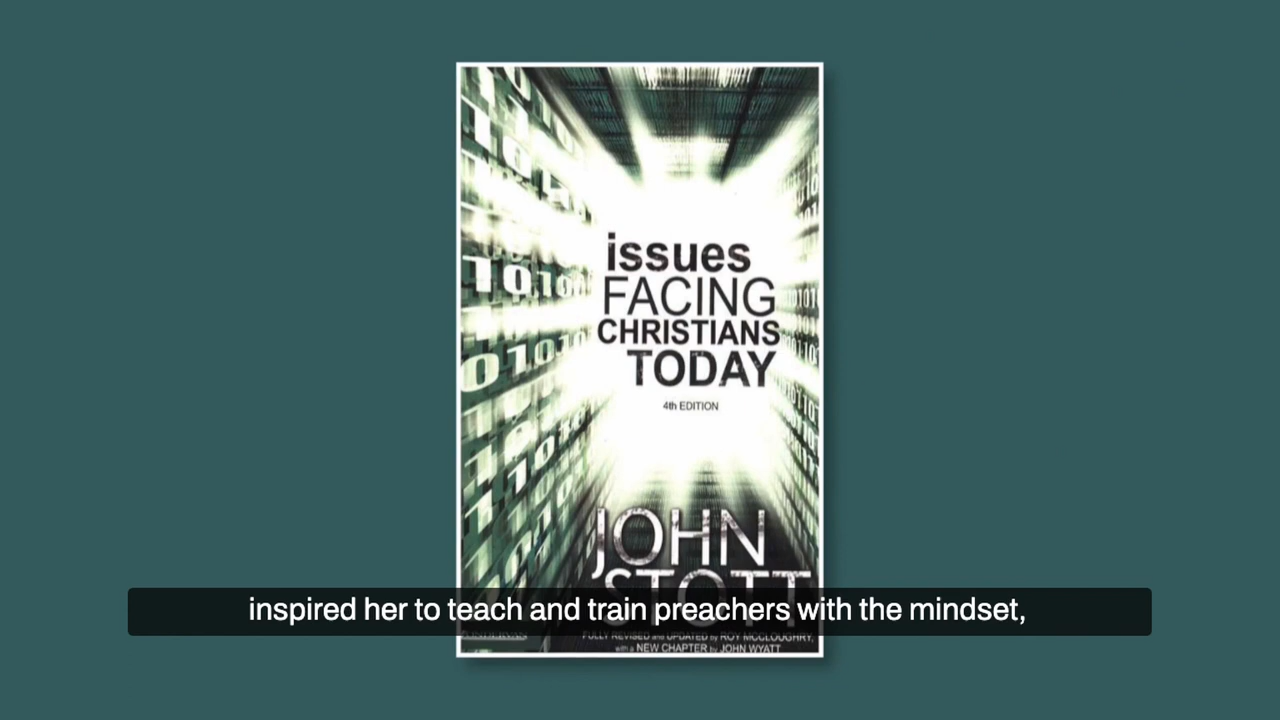 issues
FACING
CHRISTIANS
TODAY
4th EDITION
JOHN
STOTT
inspired her to teach and train preachers with the mindset,
FULLY REVISED and UPDATED by ROY MCCLOUGHRY,
with a NEW CHAPTER by JOHN WYATT